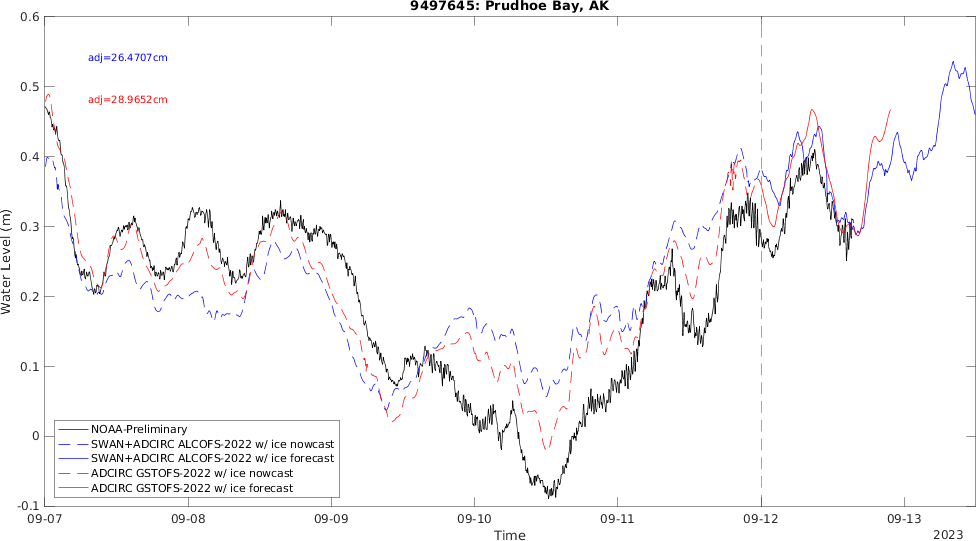 9497645: Prudhoe Bay, AK
0.6
0.5
0.4
0.3
0.2
0.1
0
-0.1
Water Level (m)
adj=26.4707cm
adj=28.9652cm
NOAA-Preliminary
SWAN+ADCIRC ALCOFS-2022 w/ ice nowcast
SWAN+ADCIRC ALCOFS-2022 w/ ice forecast
ADCIRC GSTOFS-2022 w/ ice nowcast
ADCIRC GSTOFS-2022 w/ ice forecast
09-07 09-08 09-09 09-10 09-11 09-12 09-13
Time
2023